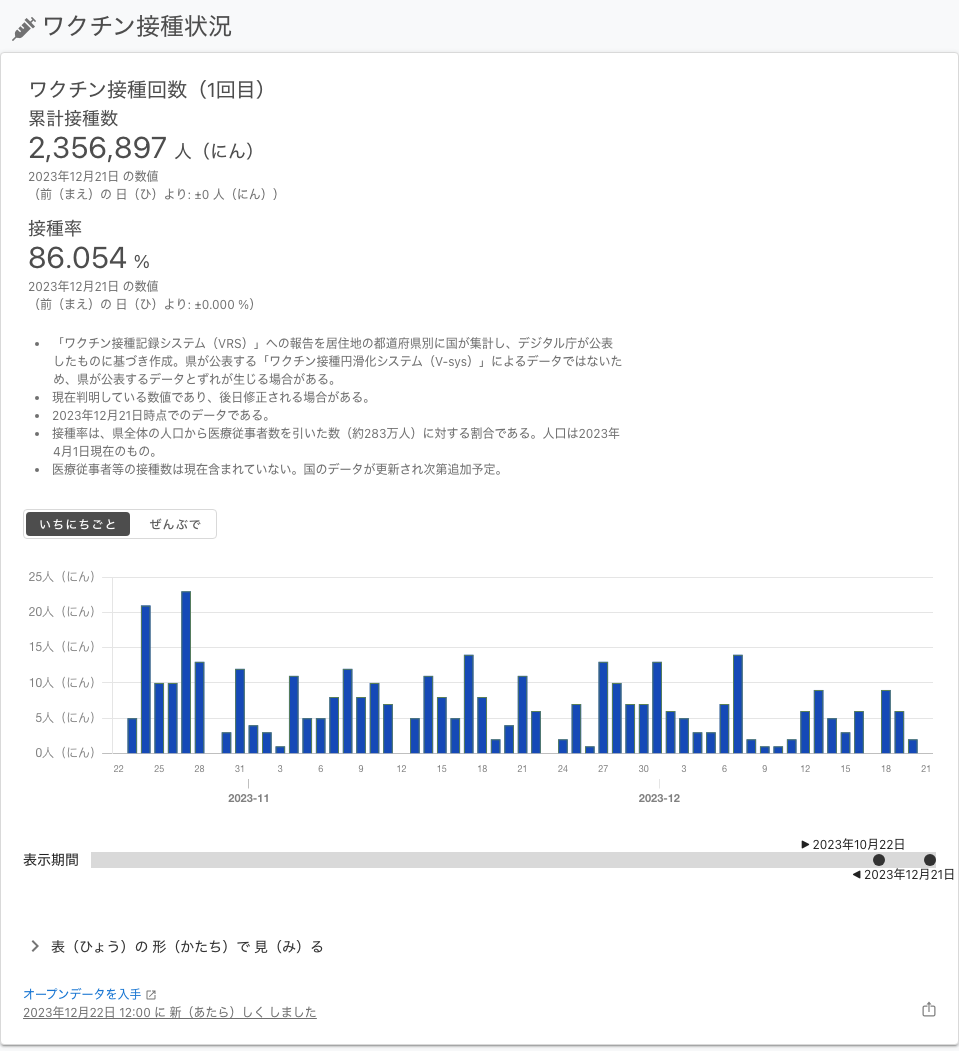 ワクチン接種状況
ワクチン接種回数（1回目）
累計接種数
2,356,897 人（にん）
2023年12月21日 の数値
（前（まえ）の 日（ひ）より: ±0 人（にん））
接種率
86.054 %
2023年12月21日 の数値
（前（まえ）の 日（ひ）より: ±0.000 %）
• 「ワクチン接種記録システム（VRS）」への報告を居住地の都道府県別に国が集計し、デジタル庁が公表
したものに基づき作成。県が公表する「ワクチン接種円滑化システム（V-sys）」によるデータではないた
め、県が公表するデータとずれが生じる場合がある。
• 現在判明している数値であり、後日修正される場合がある。
• 2023年12月21日時点でのデータである。
• 接種率は、県全体の人口から医療従事者数を引いた数（約283万人）に対する割合である。人口は2023年
4月1日現在のもの。
• 医療従事者等の接種数は現在含まれていない。国のデータが更新され次第追加予定。
いちにちごと ぜんぶで
25人（にん）
20人（にん）
15人（にん）
10人（にん）
5人（にん）
0人（にん）
22 25 28 31 3 6 9 12 15 18 21 24 27 30 3 6 9 12 15 18 21
2023-11 2023-12
2023年10月22日
表示期間
2023年12月21日
表（ひょう）の 形（かたち）で 見（み）る
オープンデータを入手
2023年12月22日 12:00 に 新（あたら）しく しました